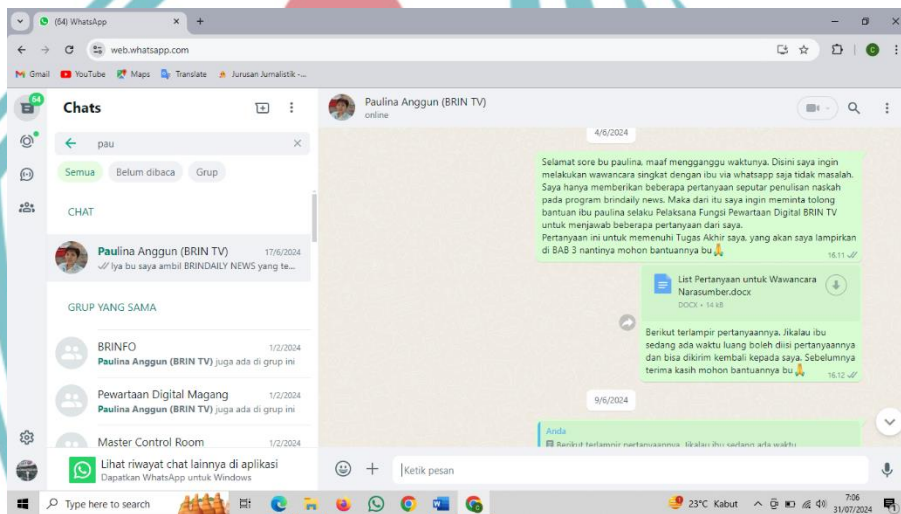 (64) WhatsApp
web.whatsapp.com
Gmail
YouTube
Maps
Translate
Jurusan Jurnalistik -...
64
Chats
pau
Semua
Belum dibaca
Grup
CHAT
Paulina Anggun (BRIN TV) 17/6/2024
Iya bu saya ambil BRINDAILY NEWS yang te...
GRUP YANG SAMA
BRINFO 1/2/2024
Paulina Anggun (BRIN TV) juga ada di grup ini
Pewartaan Digital Magang 1/2/2024
Paulina Anggun (BRIN TV) juga ada di grup ini
Master Control Room 1/2/2024
Lihat riwayat chat lainnya di aplikasi
Dapatkan WhatsApp untuk Windows
Paulina Anggun (BRIN TV)
online
4/6/2024
Selamat sore bu paulina, maaf mengganggu waktunya. Disini saya ingin
melakukan wawancara singkat dengan ibu via whatsapp saja tidak masalah.
Saya hanya memberikan beberapa pertanyaan seputar penulisan naskah
pada program brindaily news. Maka dari itu saya ingin meminta tolong
bantuan ibu paulina selaku Pelaksana Fungsi Pewartaan Digital BRIN TV
untuk menjawab beberapa pertanyaan dari saya.
Pertanyaan ini untuk memenuhi Tugas Akhir saya, yang akan saya lampirkan
di BAB 3 nantinya mohon bantuannya bu🙏
16.11
List Pertanyaan untuk Wawancara
Narasumber.docx
DOCX • 14 kB
Berikut terlampir pertanyaannya. Jikalau ibu
sedang ada waktu luang boleh diisi pertanyaannya
dan bisa dikirim kembali kepada saya. Sebelumnya
terima kasih mohon bantuannya bu🙏
16.12
9/6/2024
Anda
Berikut terlampir pertanyaannya. Jikalau ibu sedang ada waktu
Ketik pesan
Type here to search
23°C Kabut
7:06
31/07/2024